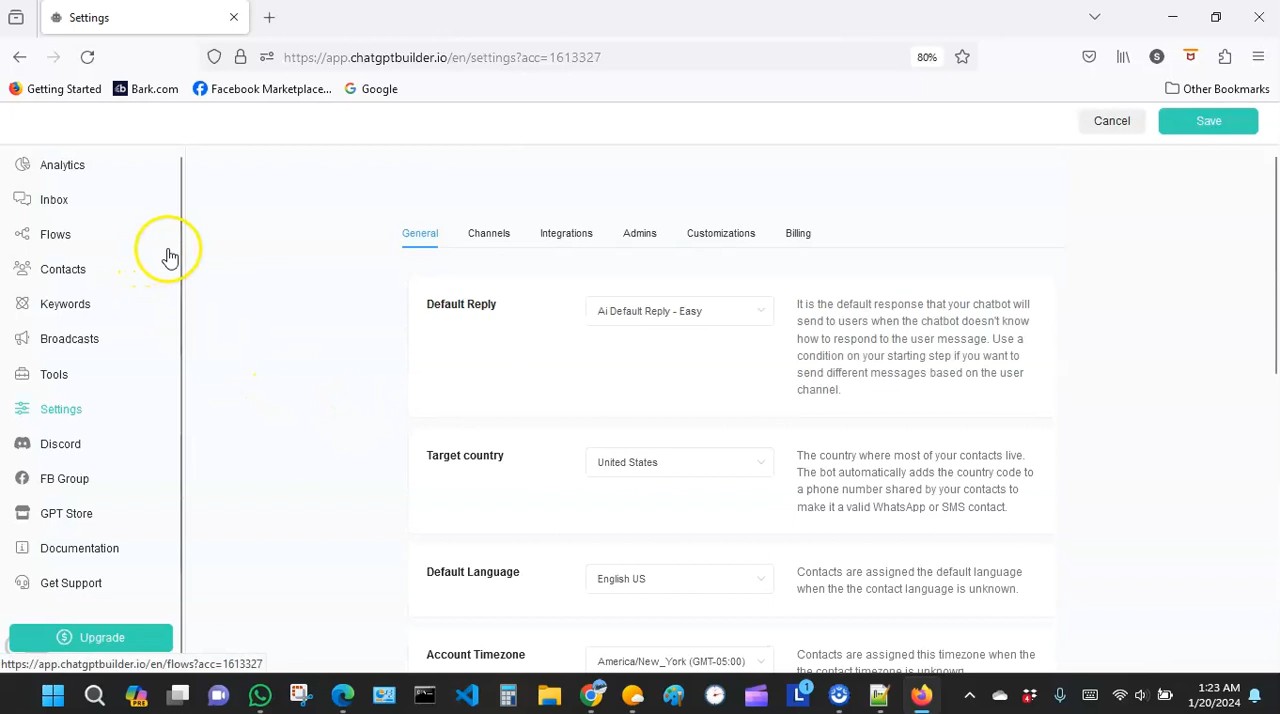 Settings
https://app.chatgptbuilder.io/en/settings?acc=1613327
80%
S
Getting Started
Bark.com
Facebook Marketplace...
Google
Other Bookmarks
Cancel
Save
Analytics
Inbox
Flows
Contacts
Keywords
Broadcasts
Tools
Settings
Discord
FB Group
GPT Store
Documentation
Get Support
Upgrade
https://app.chatgptbuilder.io/en/flows?acc=1613327
General
Channels
Integrations
Admins
Customizations
Billing
Default Reply
Ai Default Reply - Easy
It is the default response that your chatbot will
send to users when the chatbot doesn't know
how to respond to the user message. Use a
condition on your starting step if you want to
send different messages based on the user
channel.
Target country
United States
The country where most of your contacts live.
The bot automatically adds the country code to
a phone number shared by your contacts to
make it a valid WhatsApp or SMS contact.
Default Language
English US
Contacts are assigned the default language
when the the contact language is unknown.
Account Timezone
America/New_York (GMT-05:00)
Contacts are assigned this timezone when the
the contact timezone is unknown.
PRE
L
1
1:23 AM
1/20/2024